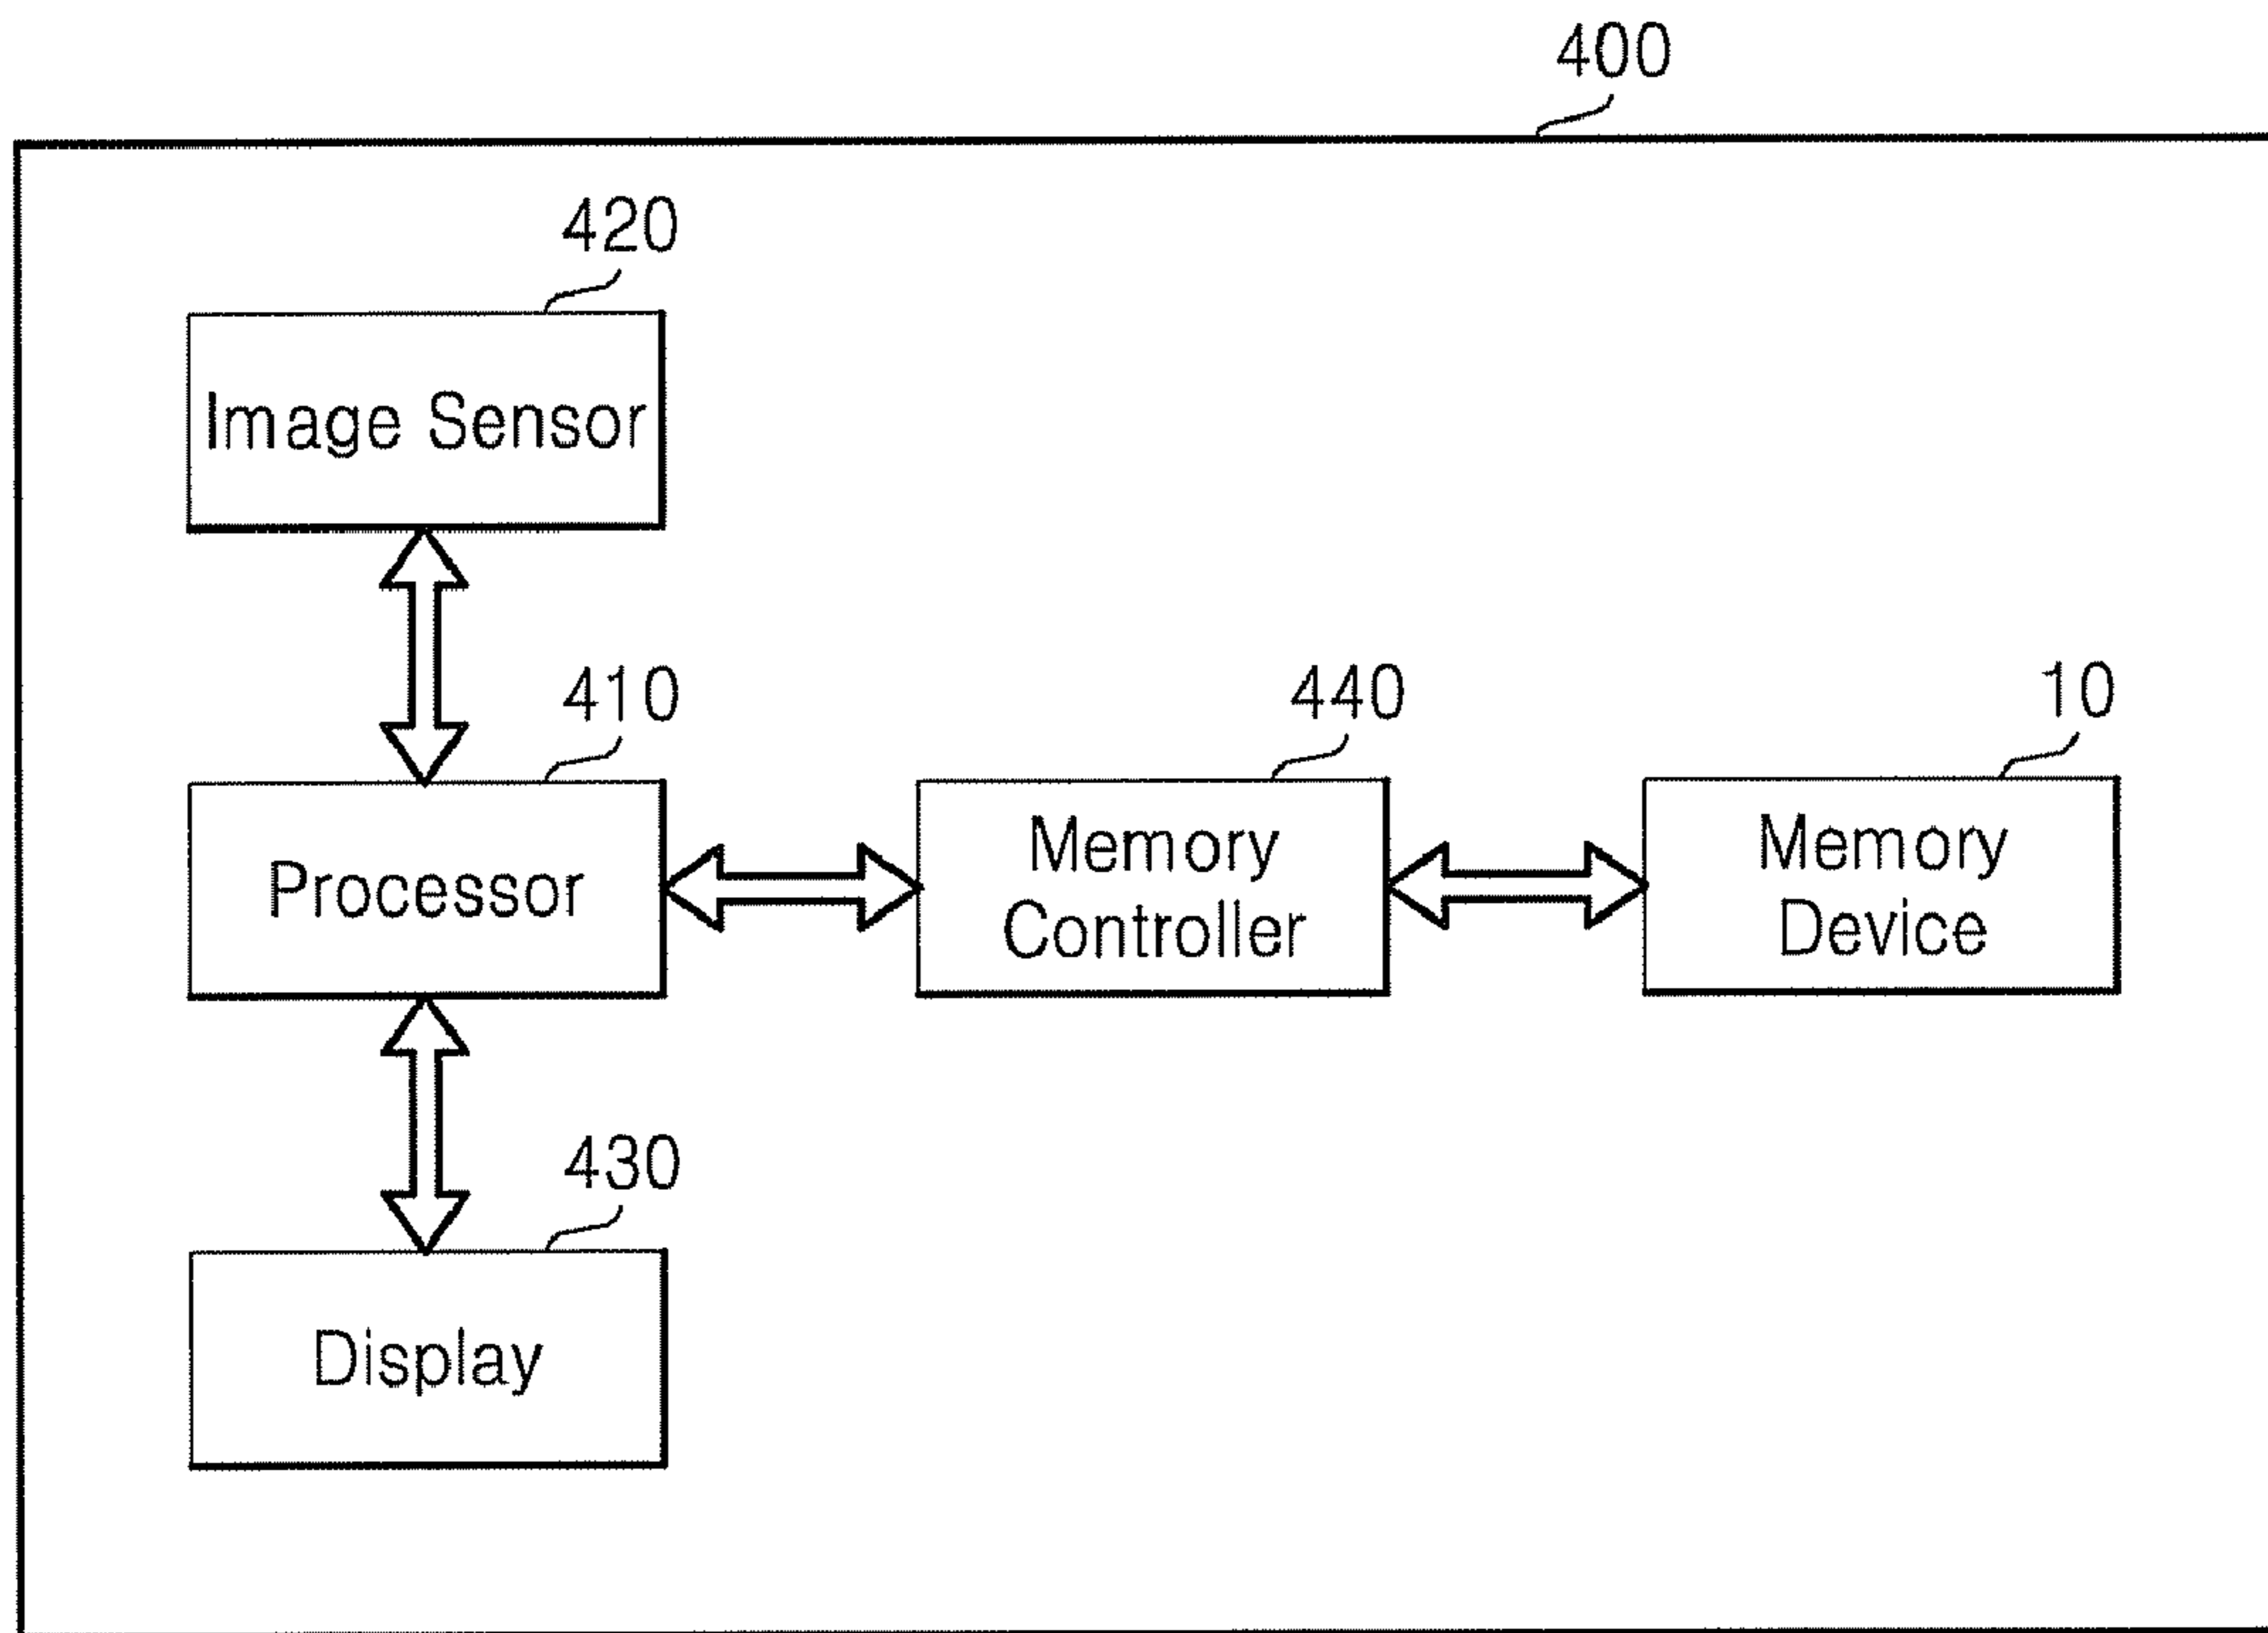 400
420
Image Sensor
410
Processor
440
Memory
Controller
10
Memory
Device
430
Display